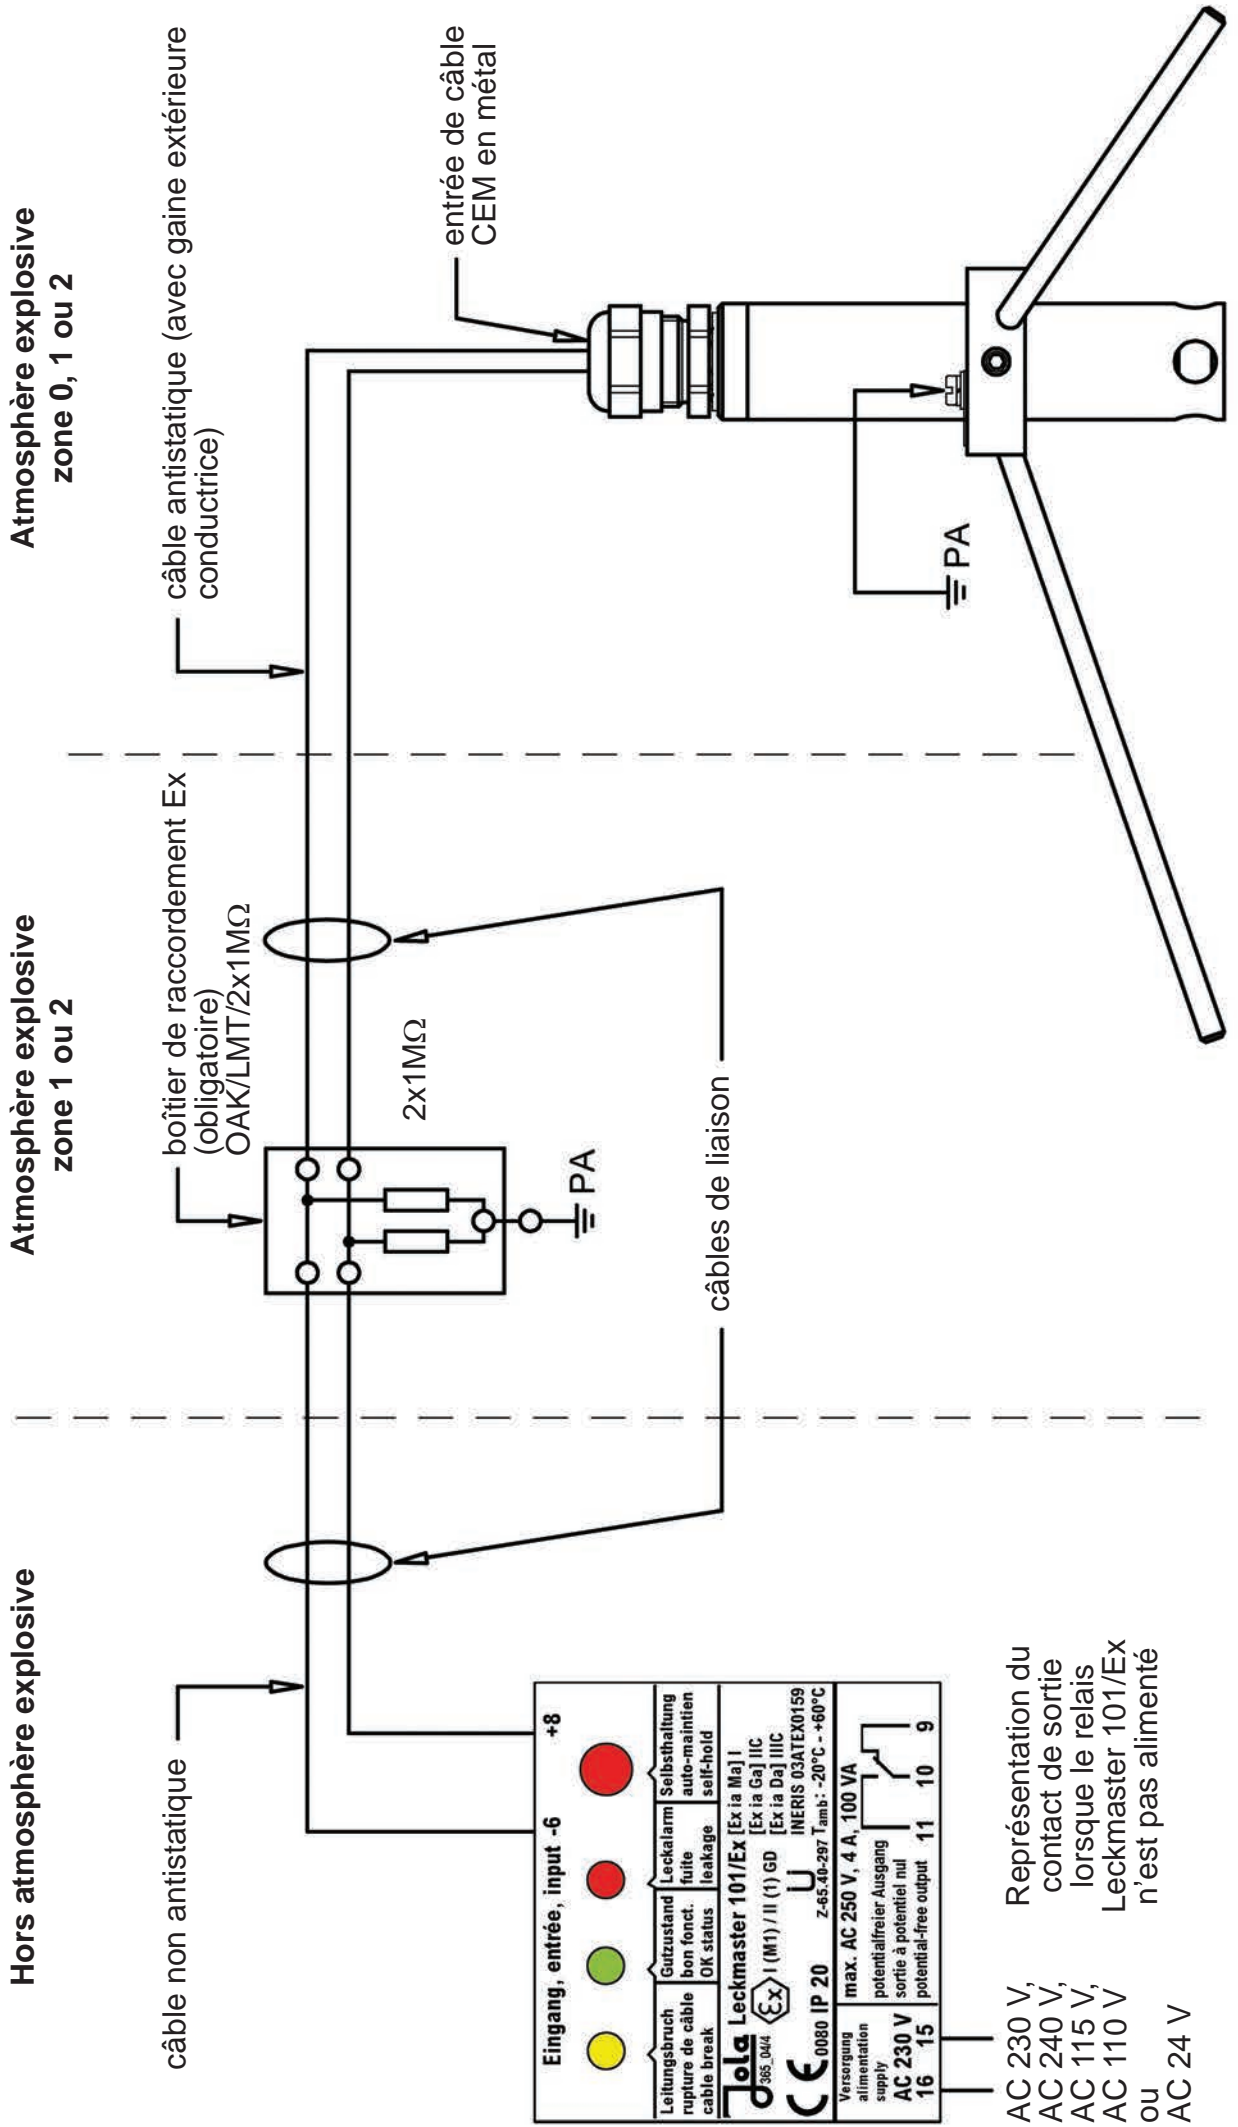 Hors atmosphère explosive
Atmosphère explosive
zone 1 ou 2
Atmosphère explosive
zone 0, 1 ou 2
câble non antistatique
boîtier de raccordement Ex
(obligatoire)
OAK/LMT/2x1MΩ
câble antistatique (avec gaine extérieure
conductrice)
entrée de câble
CEM en métal
2x1MΩ
PA
PA
câbles de liaison
Eingang, entrée, input -6 +8
Leitungsbruch
rupture de câble
cable break
Gutzustand
bon fonct.
OK status
Leckalarm
fuite
leakage
Selbsthaltung
auto-maintien
self-hold
Jola
365_04/4
Leckmaster 101/Ex
[Ex ia Ma] I
[Ex ia Ga] IIC
[Ex ia Da] IIIC
Ex I (M1) / II (1) GD
INERIS 03ATEX0159
CE 0080 IP 20
Ü
Z-65.40-297 Tamb: -20°C - +60°C
Versorgung
alimentation
supply
AC 230 V
16 15
max. AC 250 V, 4 A, 100 VA
potentialfreier Ausgang
sortie à potentiel nul
potential-free output
11 10 9
AC 230 V,
AC 240 V,
AC 115 V,
AC 110 V
ou
AC 24 V
Représentation du
contact de sortie
lorsque le relais
Leckmaster 101/Ex
n'est pas alimenté